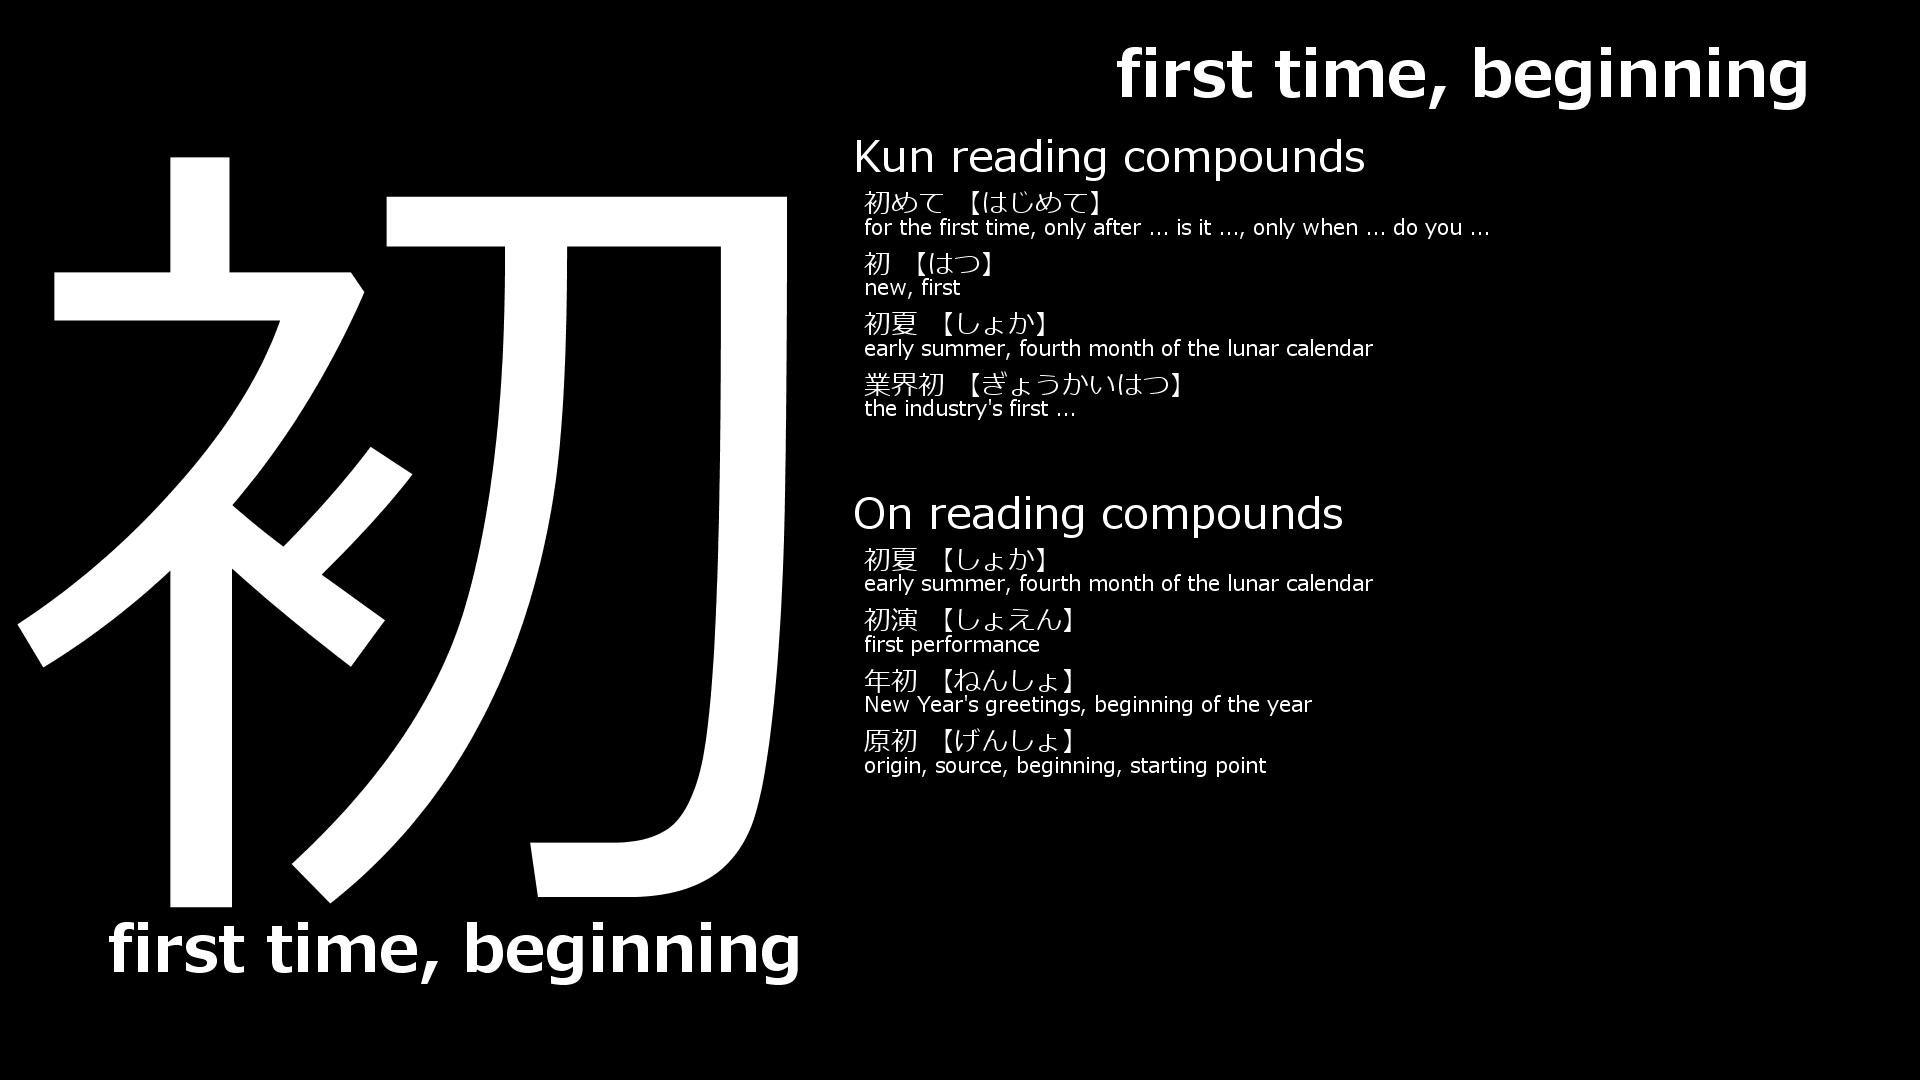 初
first time, beginning
first time, beginning
Kun reading compounds
初めて 【はじめて】
for the first time, only after ... is it ..., only when ... do you ...
初 【はつ】
new, first
初夏 【しょか】
early summer, fourth month of the lunar calendar
業界初 【ぎょうかいはつ】
the industry's first ...
On reading compounds
初夏 【しょか】
early summer, fourth month of the lunar calendar
初演 【しょえん】
first performance
年初 【ねんしょ】
New Year's greetings, beginning of the year
原初 【げんしょ】
origin, source, beginning, starting point